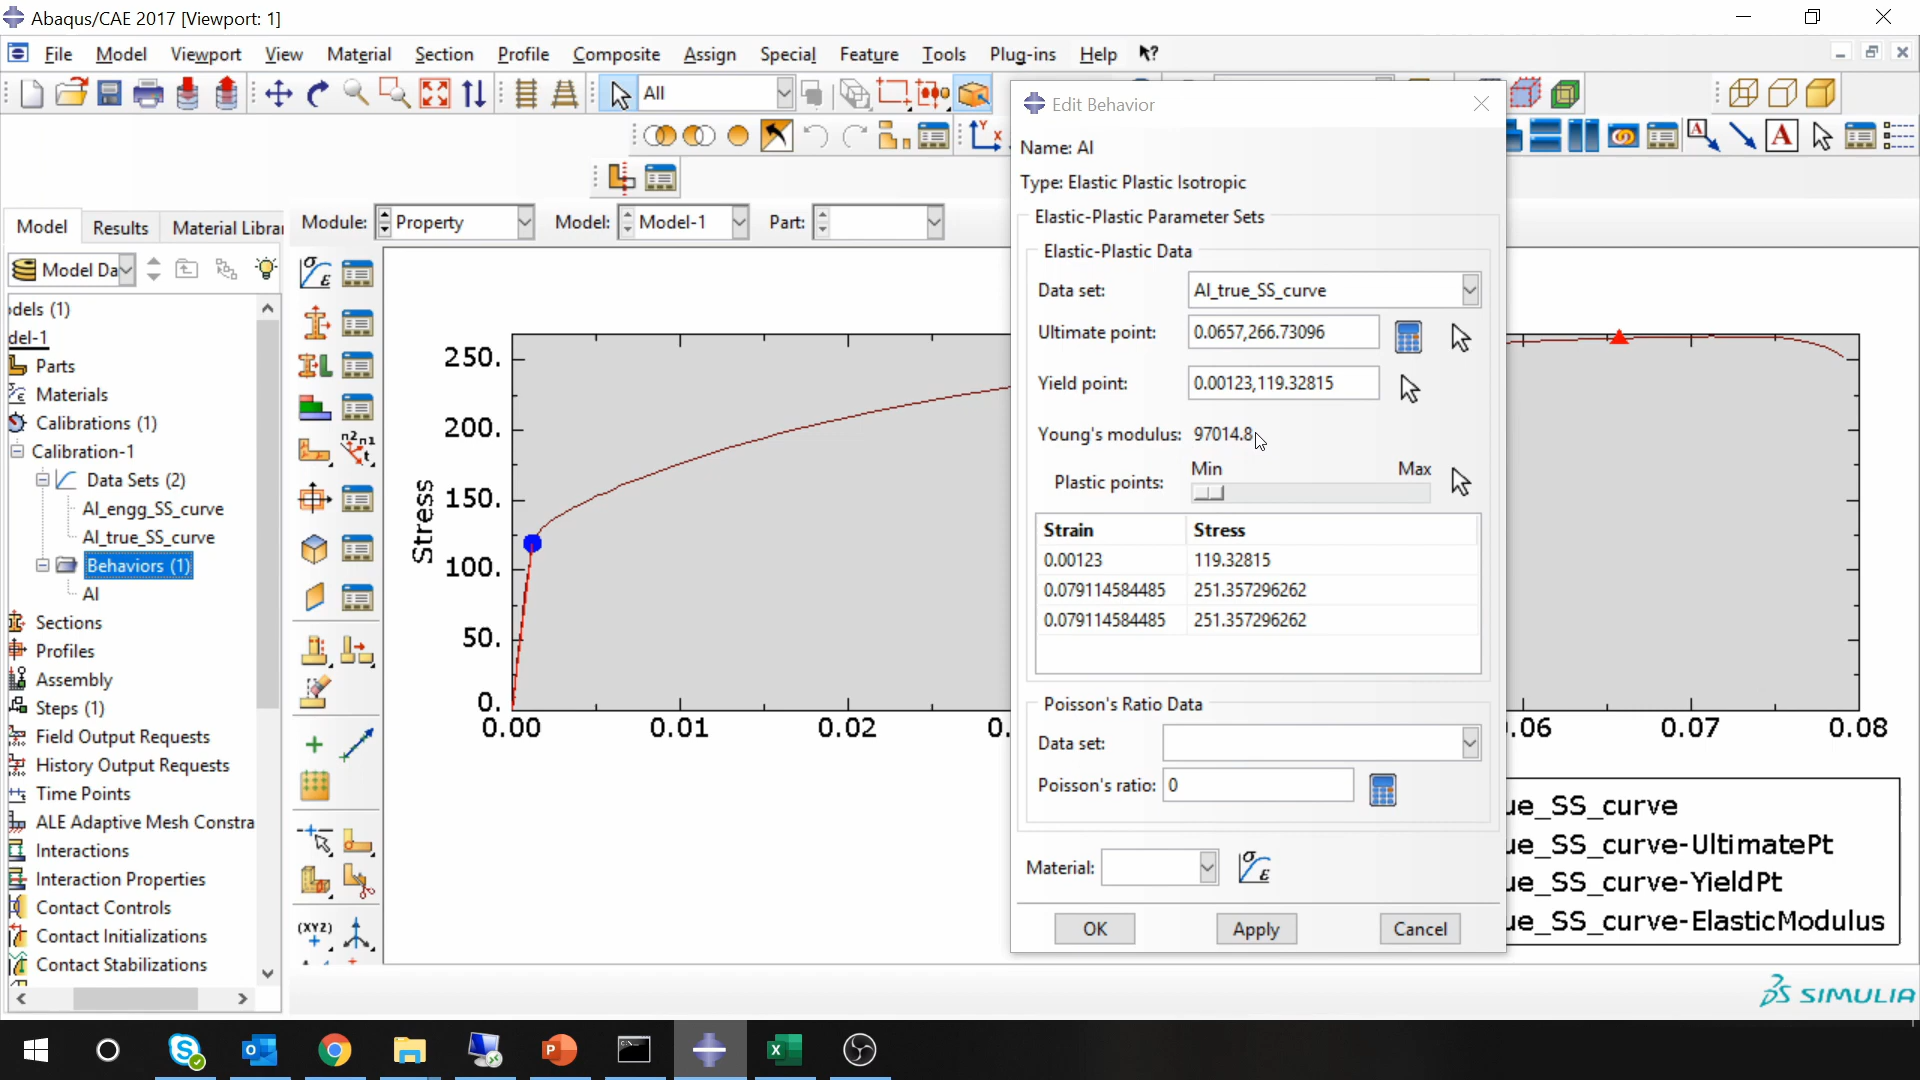 Abaqus/CAE 2017 [Viewport: 1]
File Model Viewport View Material Section Profile Composite Assign Special Feature Tools Plug-ins Help
All
Model Results Material Librar
Module: Property Model: Model-1 Part:
Model Da
dels (1)
del-1
Parts
Materials
Calibrations (1)
Calibration-1
Data Sets (2)
Al_engg_SS_curve
Al_true_SS_curve
Behaviors (1)
Al
Sections
Profiles
Assembly
Steps (1)
Field Output Requests
History Output Requests
Time Points
ALE Adaptive Mesh Constra
Interactions
Interaction Properties
Contact Controls
Contact Initializations
Contact Stabilizations
n2 n1
t
(XYZ)
Stress
250.
200.
150.
100.
50.
0.
0.00 0.01 0.02 0. .06 0.07 0.08
Edit Behavior
Name: Al
Type: Elastic Plastic Isotropic
Elastic-Plastic Parameter Sets
Elastic-Plastic Data
Data set: Al_true_SS_curve
Ultimate point: 0.0657,266.73096
Yield point: 0.00123,119.32815
Young's modulus: 97014.8
Min Max
Plastic points:
Strain Stress
0.00123 119.32815
0.079114584485 251.357296262
0.079114584485 251.357296262
Poisson's Ratio Data
Data set:
Poisson's ratio: 0
Material:
OK Apply Cancel
ue_SS_curve
ue_SS_curve-UltimatePt
ue_SS_curve-YieldPt
ue_SS_curve-ElasticModulus
SIMULIA